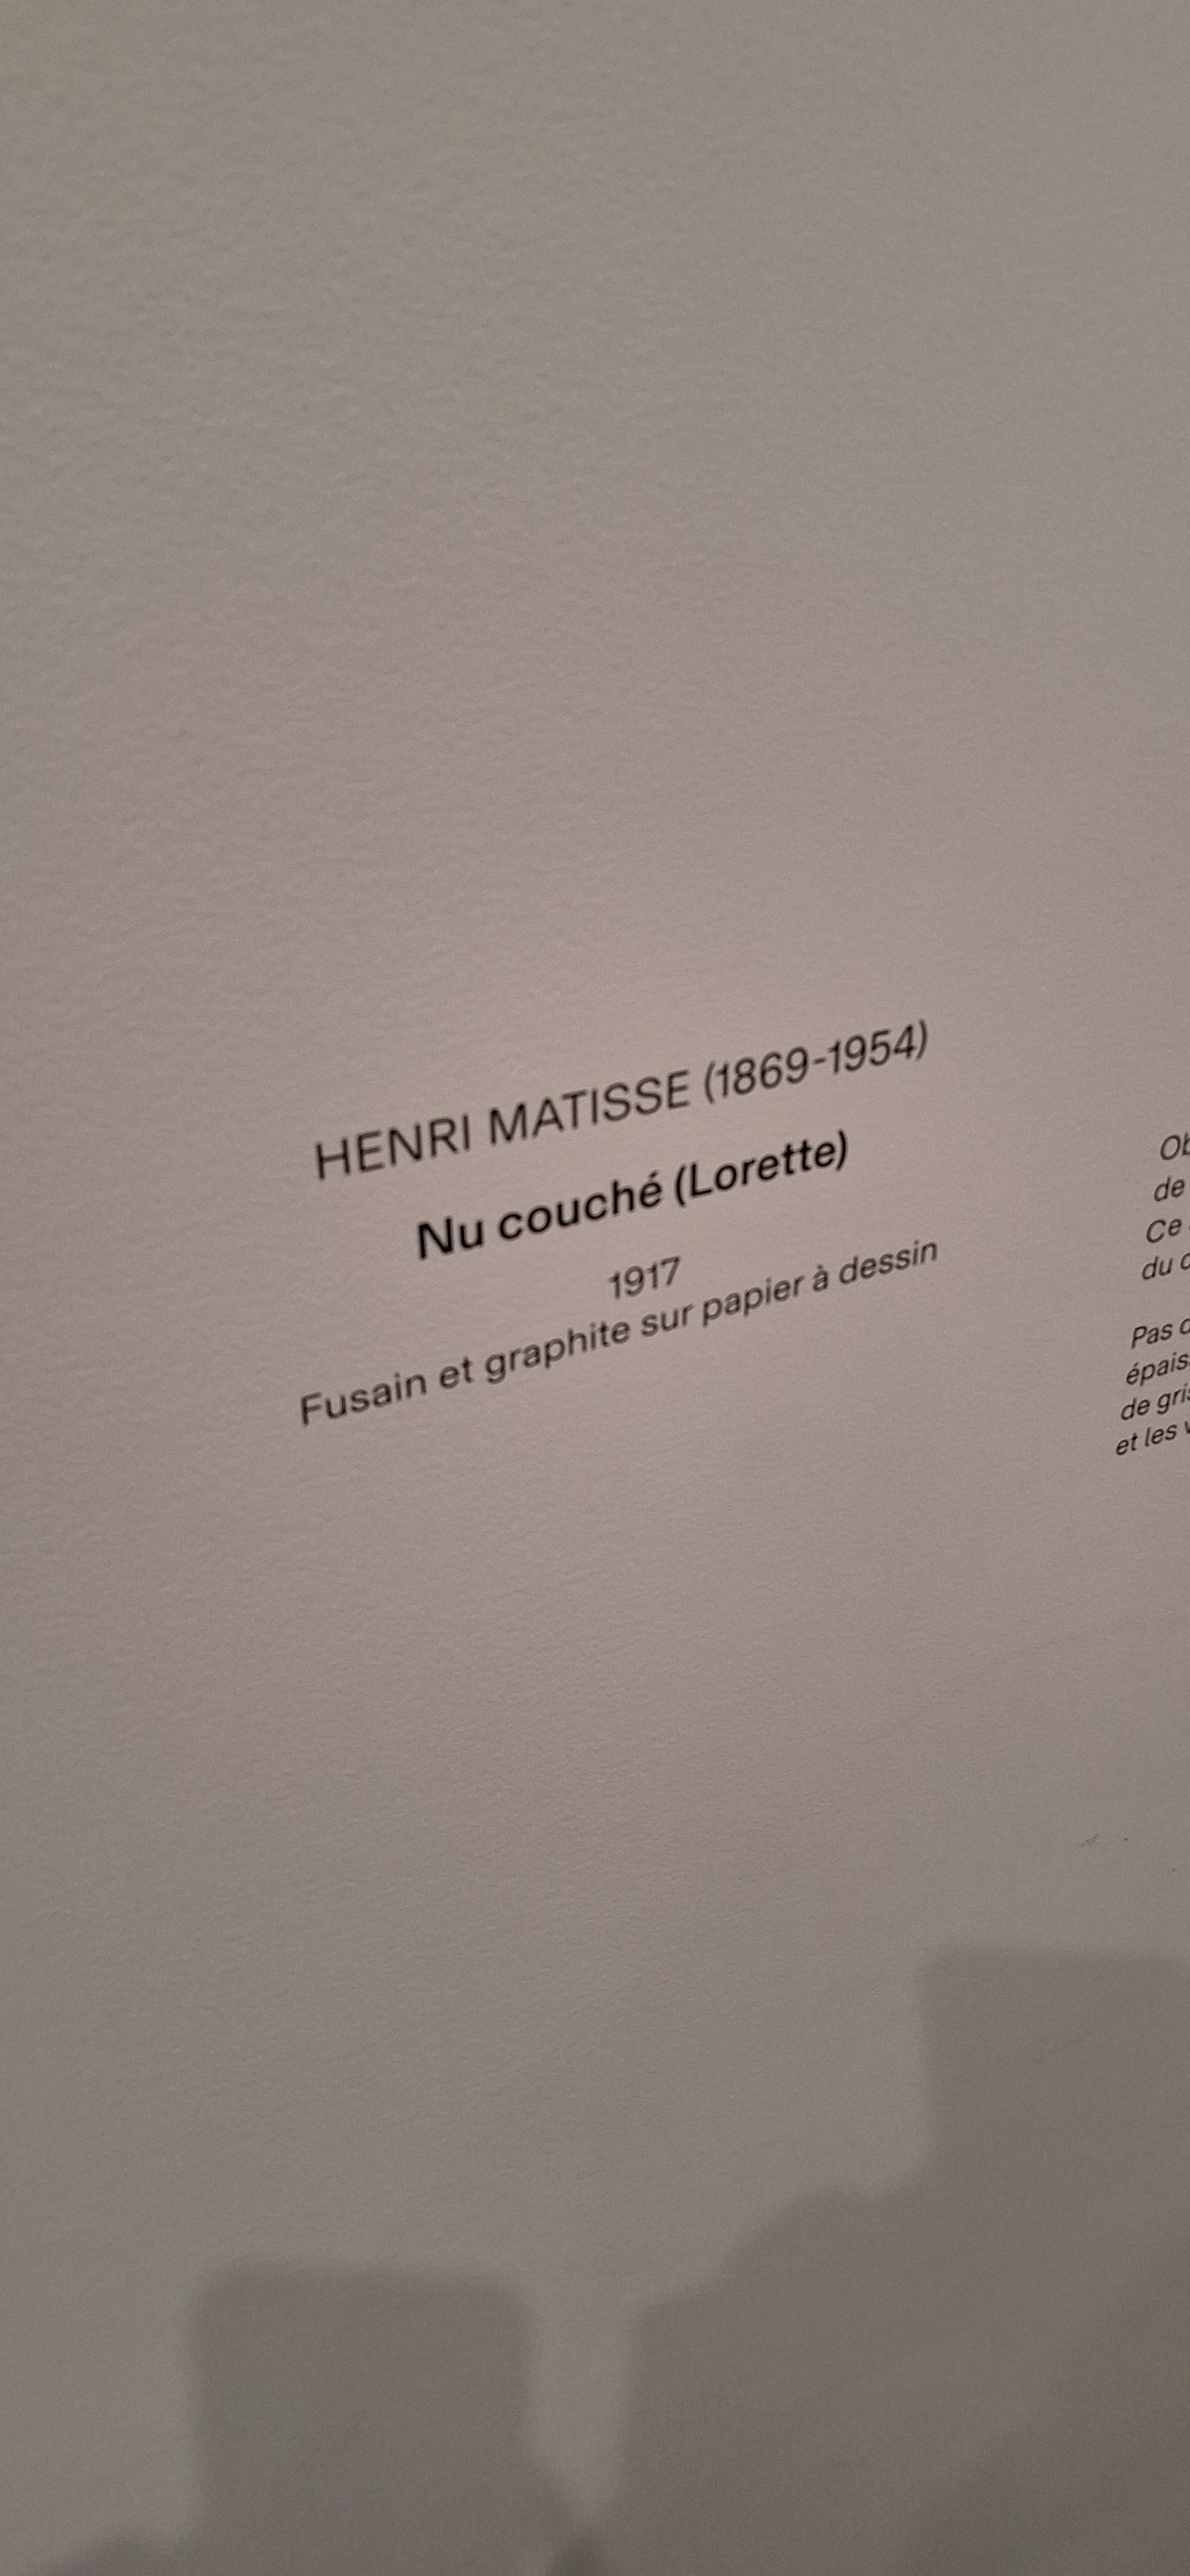 HENRI MATISSE (1869-1954)
Nu couché (Lorette)
1917
Fusain et graphite sur papier à dessin
de
Ce
Pas
et les